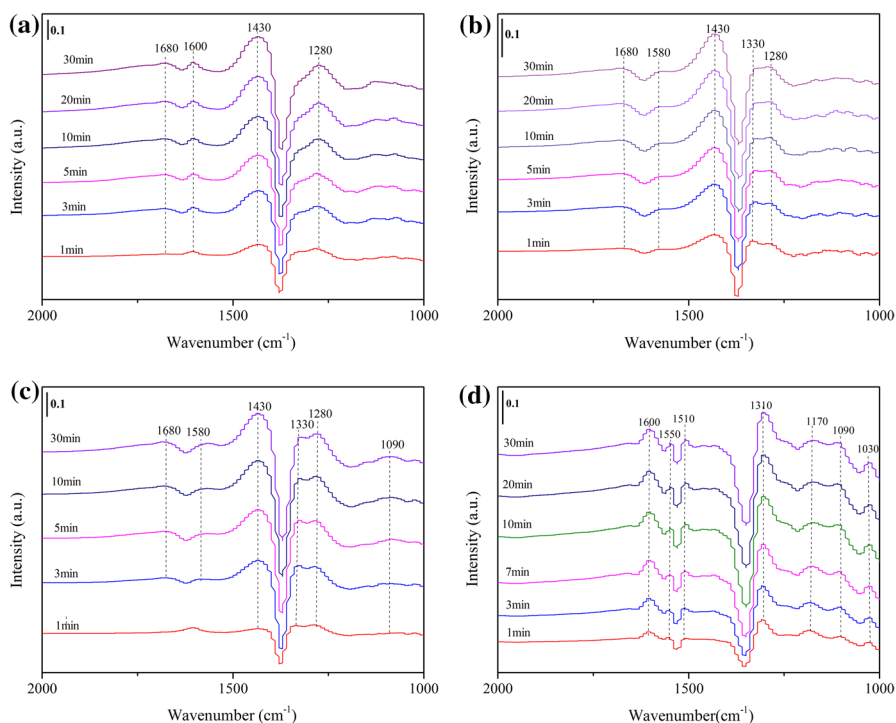 (a)
0.1
1680 1600 1430 1280
30min
20min
10min
5min
3min
1min
Intensity (a.u.)
2000 1500 1000
Wavenumber (cm-1)
(b)
0.1
1680 1580 1430 1330 1280
30min
20min
10min
5min
3min
1min
Intensity (a.u.)
2000 1500 1000
Wavenumber (cm-1)
(c)
0.1
1680 1580 1430 1330 1280 1090
30min
10min
5min
3min
1min
Intensity (a.u.)
2000 1500 1000
Wavenumber (cm-1)
(d)
0.1
1600 1550 1510 1310 1170 1090 1030
30min
20min
10min
7min
3min
1min
Intensity (a.u.)
2000 1500 1000
Wavenumber(cm-1)